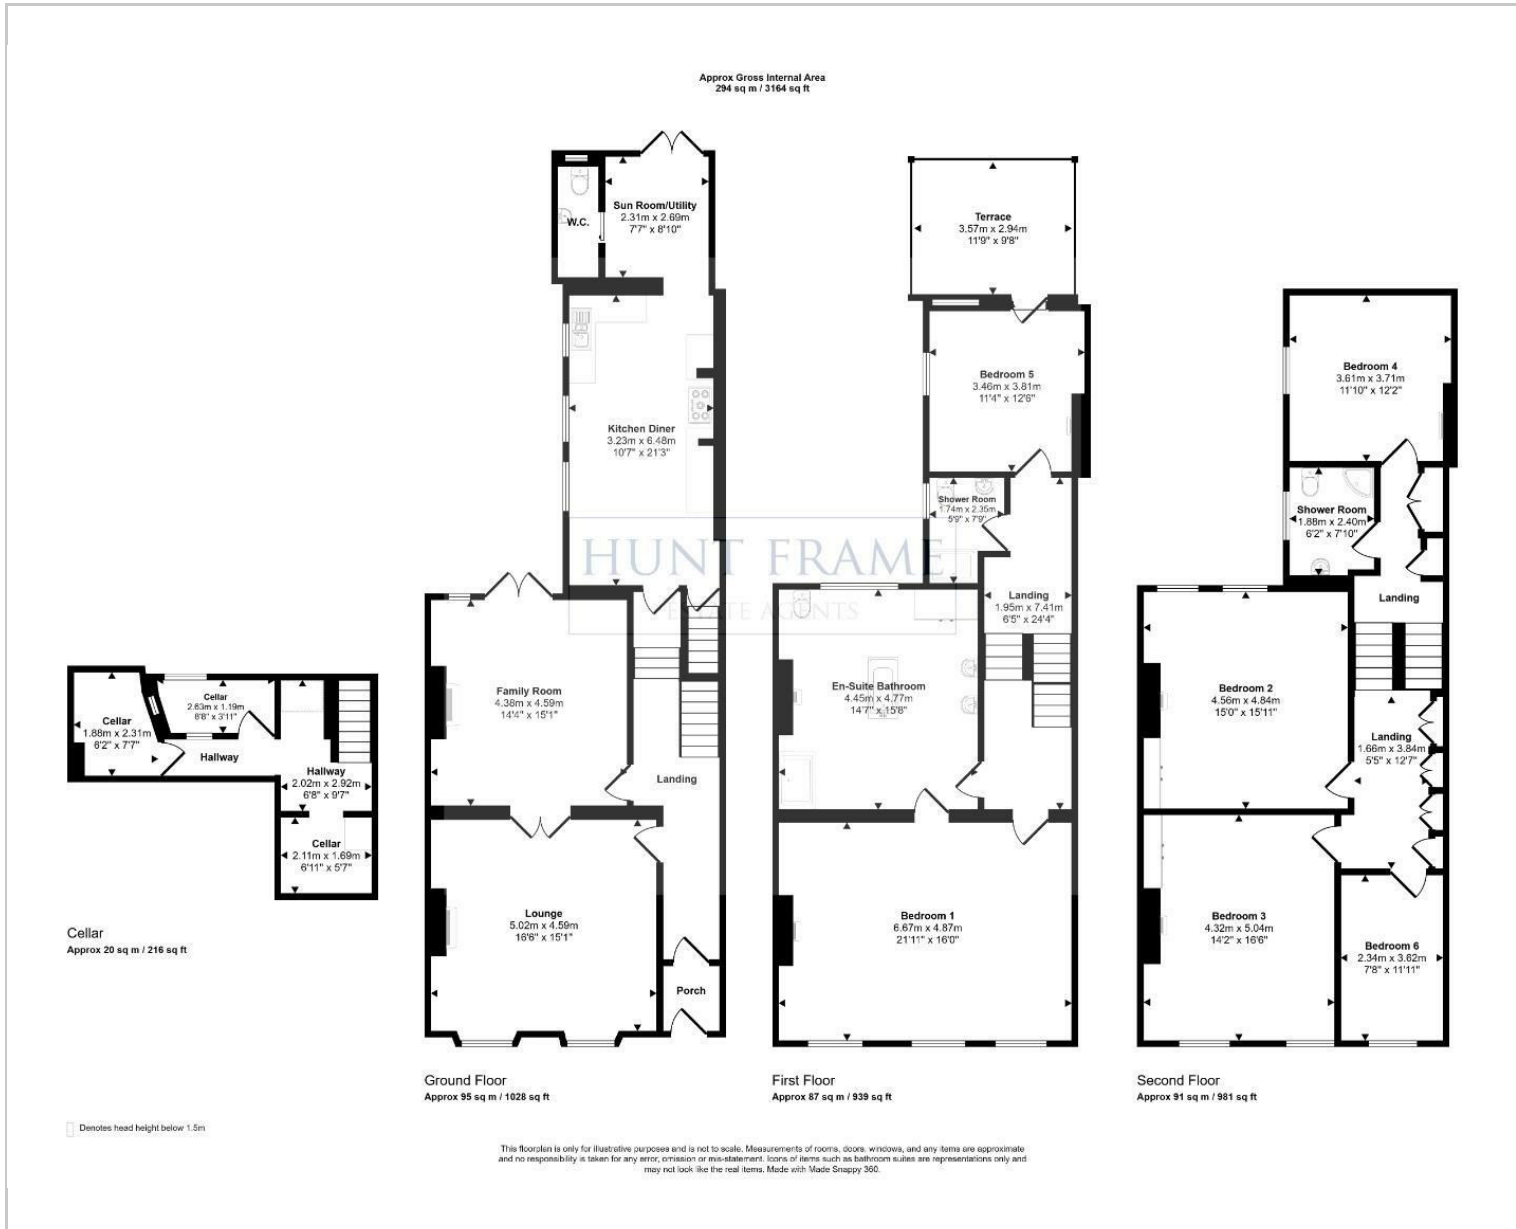 Approx Gross Internal Area
294 sq m / 3164 sq ft
W.C.
Sun Room/Utility
2.31m x 2.69m
7'7" x 8'10"
Kitchen Diner
3.23m x 6.48m
10'7" x 21'3"
Family Room
4.38m x 4.59m
14'4" x 15'1"
Landing
Lounge
5.02m x 4.59m
16'6" x 15'1"
Porch
Ground Floor
Approx 95 sq m / 1028 sq ft
Cellar
1.88m x 2.31m
6'2" x 7'7"
Cellar
2.63m x 1.19m
8'8" x 3'11"
Hallway
Hallway
2.02m x 2.92m
6'8" x 9'7"
Cellar
2.11m x 1.69m
6'11" x 5'7"
Cellar
Approx 20 sq m / 216 sq ft
Terrace
3.57m x 2.94m
11'9" x 9'8"
Bedroom 5
3.46m x 3.81m
11'4" x 12'6"
Shower Room
1.74m x 2.35m
5'9" x 7'9"
Landing
1.95m x 7.41m
6'5" x 24'4"
En-Suite Bathroom
4.45m x 4.77m
14'7" x 15'8"
Bedroom 1
6.67m x 4.87m
21'11" x 16'0"
First Floor
Approx 87 sq m / 939 sq ft
Bedroom 4
3.61m x 3.71m
11'10" x 12'2"
Shower Room
1.88m x 2.40m
6'2" x 7'10"
Landing
Bedroom 2
4.56m x 4.84m
15'0" x 15'11"
Landing
1.66m x 3.84m
5'5" x 12'7"
Bedroom 3
4.32m x 5.04m
14'2" x 16'6"
Bedroom 6
2.34m x 3.62m
7'8" x 11'11"
Second Floor
Approx 91 sq m / 981 sq ft
HUNT FRAME
ESTATE AGENTS
Denotes head height below 1.5m
This floorplan is only for illustrative purposes and is not to scale. Measurements of rooms, doors, windows, and any items are approximate
and no responsibility is taken for any error, omission or mis-statement. Icons of items such as bathroom suites are representations only and
may not look like the real items. Made with Made Snappy 360.